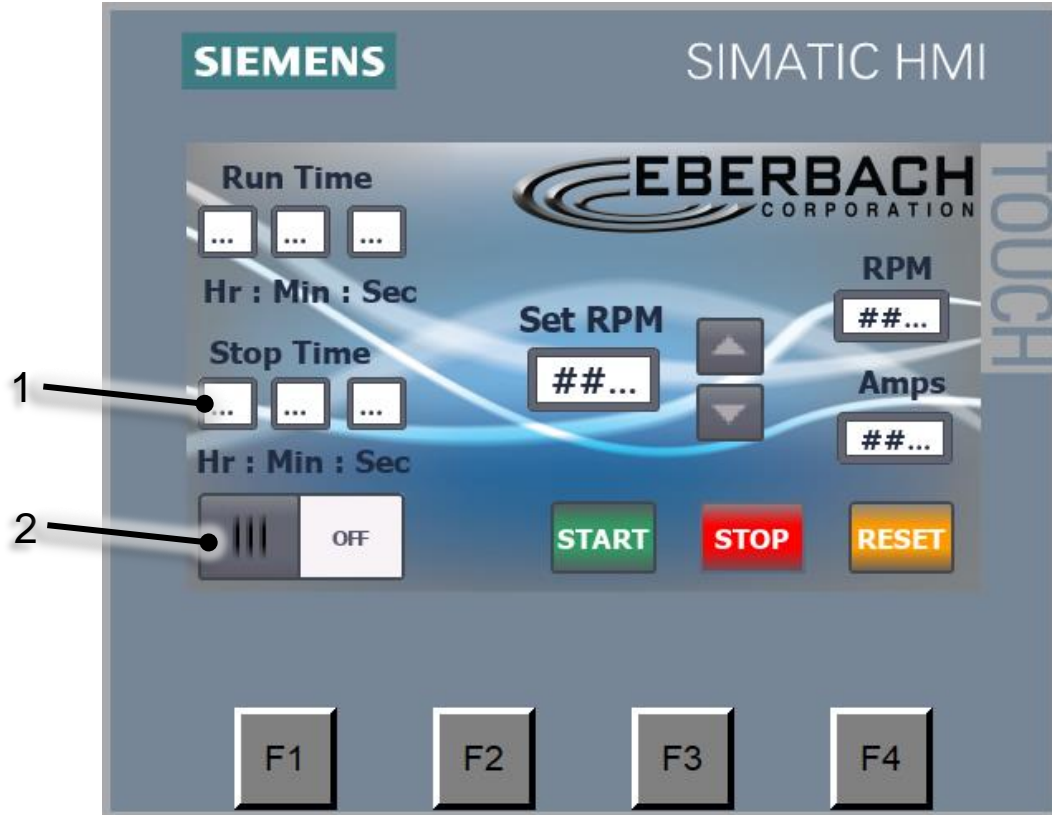 SIEMENS
SIMATIC HMI
TOUCH
EBERBACH
CORPORATION
Run Time
... ... ...
Hr : Min : Sec
Stop Time
1
... ... ...
Hr : Min : Sec
2
OFF
Set RPM
##...
RPM
##...
Amps
##...
START
STOP
RESET
F1
F2
F3
F4